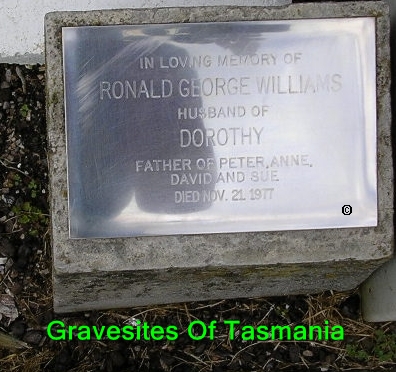 IN LOVING MEMORY OF
RONALD GEORGE WILLIAMS
HUSBAND OF
DOROTHY
FATHER OF PETER, ANNE,
DAVID AND SUE
DIED NOV. 21. 1977
©
Gravesites Of Tasmania